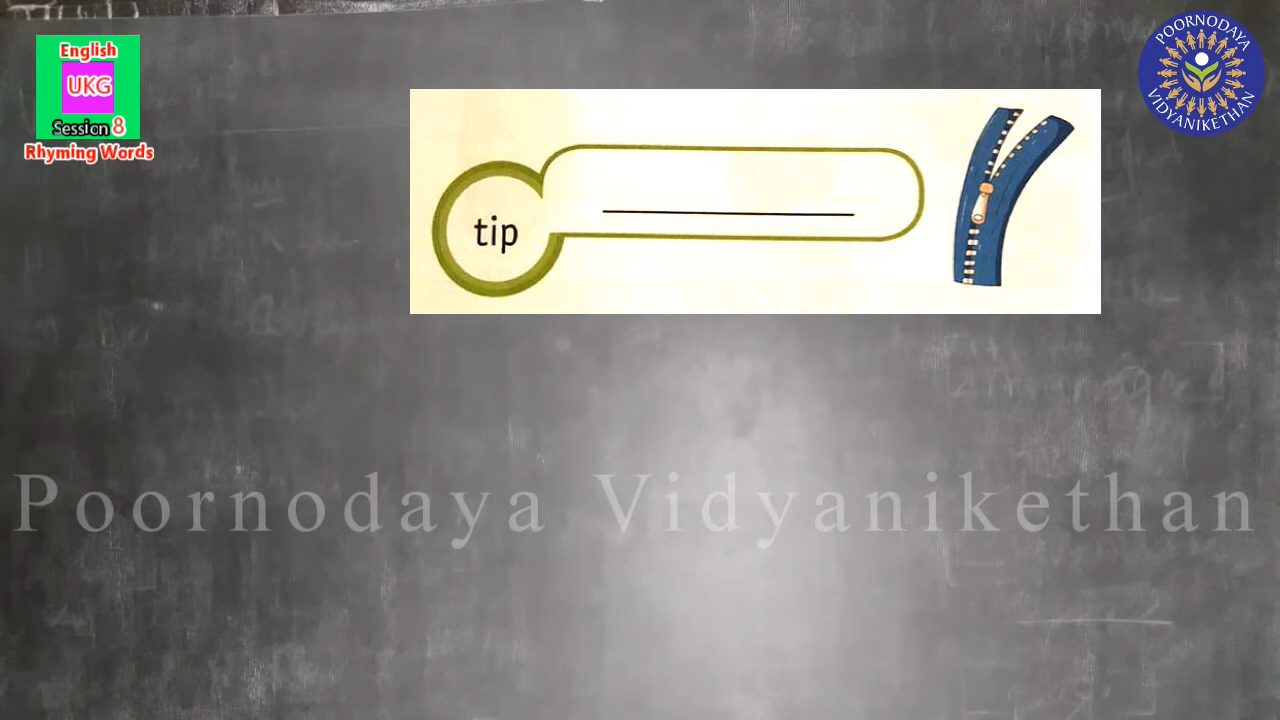 English
UKG
Session 8
Rhyming Words
POORNODAYA
VIDYANIKETHAN
tip
Poornodaya Vidyanikethan